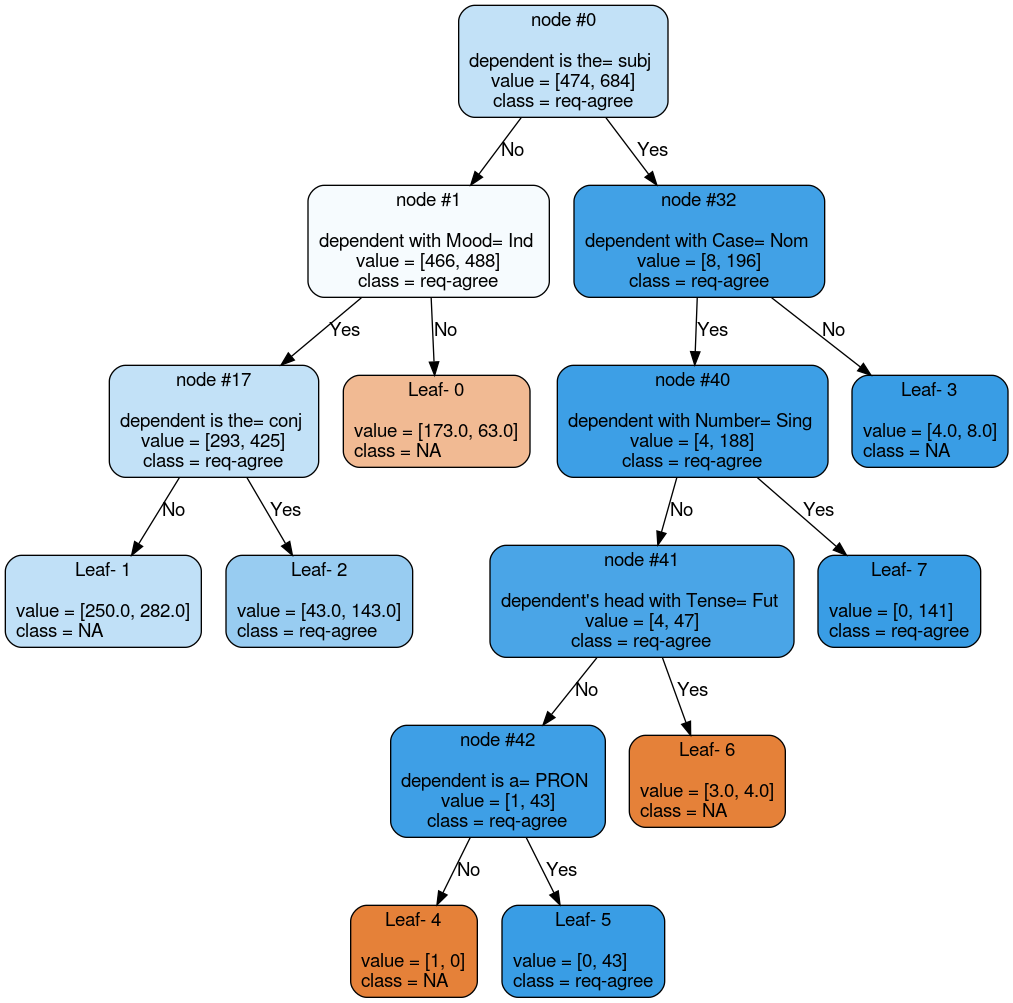 node #0
dependent is the= subj
value = [474, 684]
class = req-agree
No
Yes
node #1
dependent with Mood= Ind
value = [466, 488]
class = req-agree
node #32
dependent with Case= Nom
value = [8, 196]
class = req-agree
Yes
No
Yes
No
node #17
dependent is the= conj
value = [293, 425]
class = req-agree
Leaf- 0
value = [173.0, 63.0]
class = NA
node #40
dependent with Number= Sing
value = [4, 188]
class = req-agree
Leaf- 3
value = [4.0, 8.0]
class = NA
No
Yes
No
Yes
Leaf- 1
value = [250.0, 282.0]
class = NA
Leaf- 2
value = [43.0, 143.0]
class = req-agree
node #41
dependent's head with Tense= Fut
value = [4, 47]
class = req-agree
Leaf- 7
value = [0, 141]
class = req-agree
No
Yes
node #42
dependent is a= PRON
value = [1, 43]
class = req-agree
Leaf- 6
value = [3.0, 4.0]
class = NA
No
Yes
Leaf- 4
value = [1, 0]
class = NA
Leaf- 5
value = [0, 43]
class = req-agree